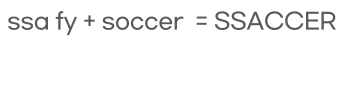 ssa fy + soccer = SSACCER